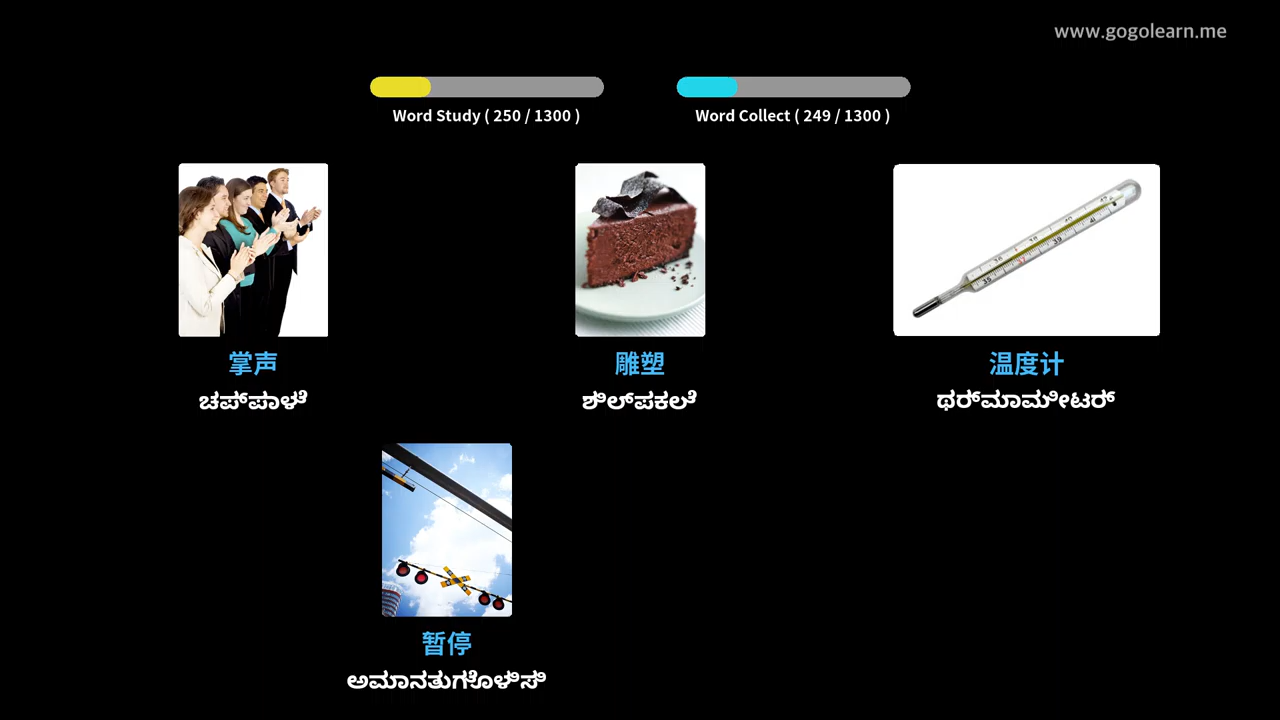 www.gogolearn.me
Word Study ( 250 / 1300 )
Word Collect ( 249 / 1300 )
掌声
ಚಪ್ಪಾಳೆ
雕塑
ಶಿಲ್ಪಕಲೆ
温度计
ಥರ್ಮಾಮೀಟರ್
暂停
ಅಮಾನತುಗೊಳಿಸಿ